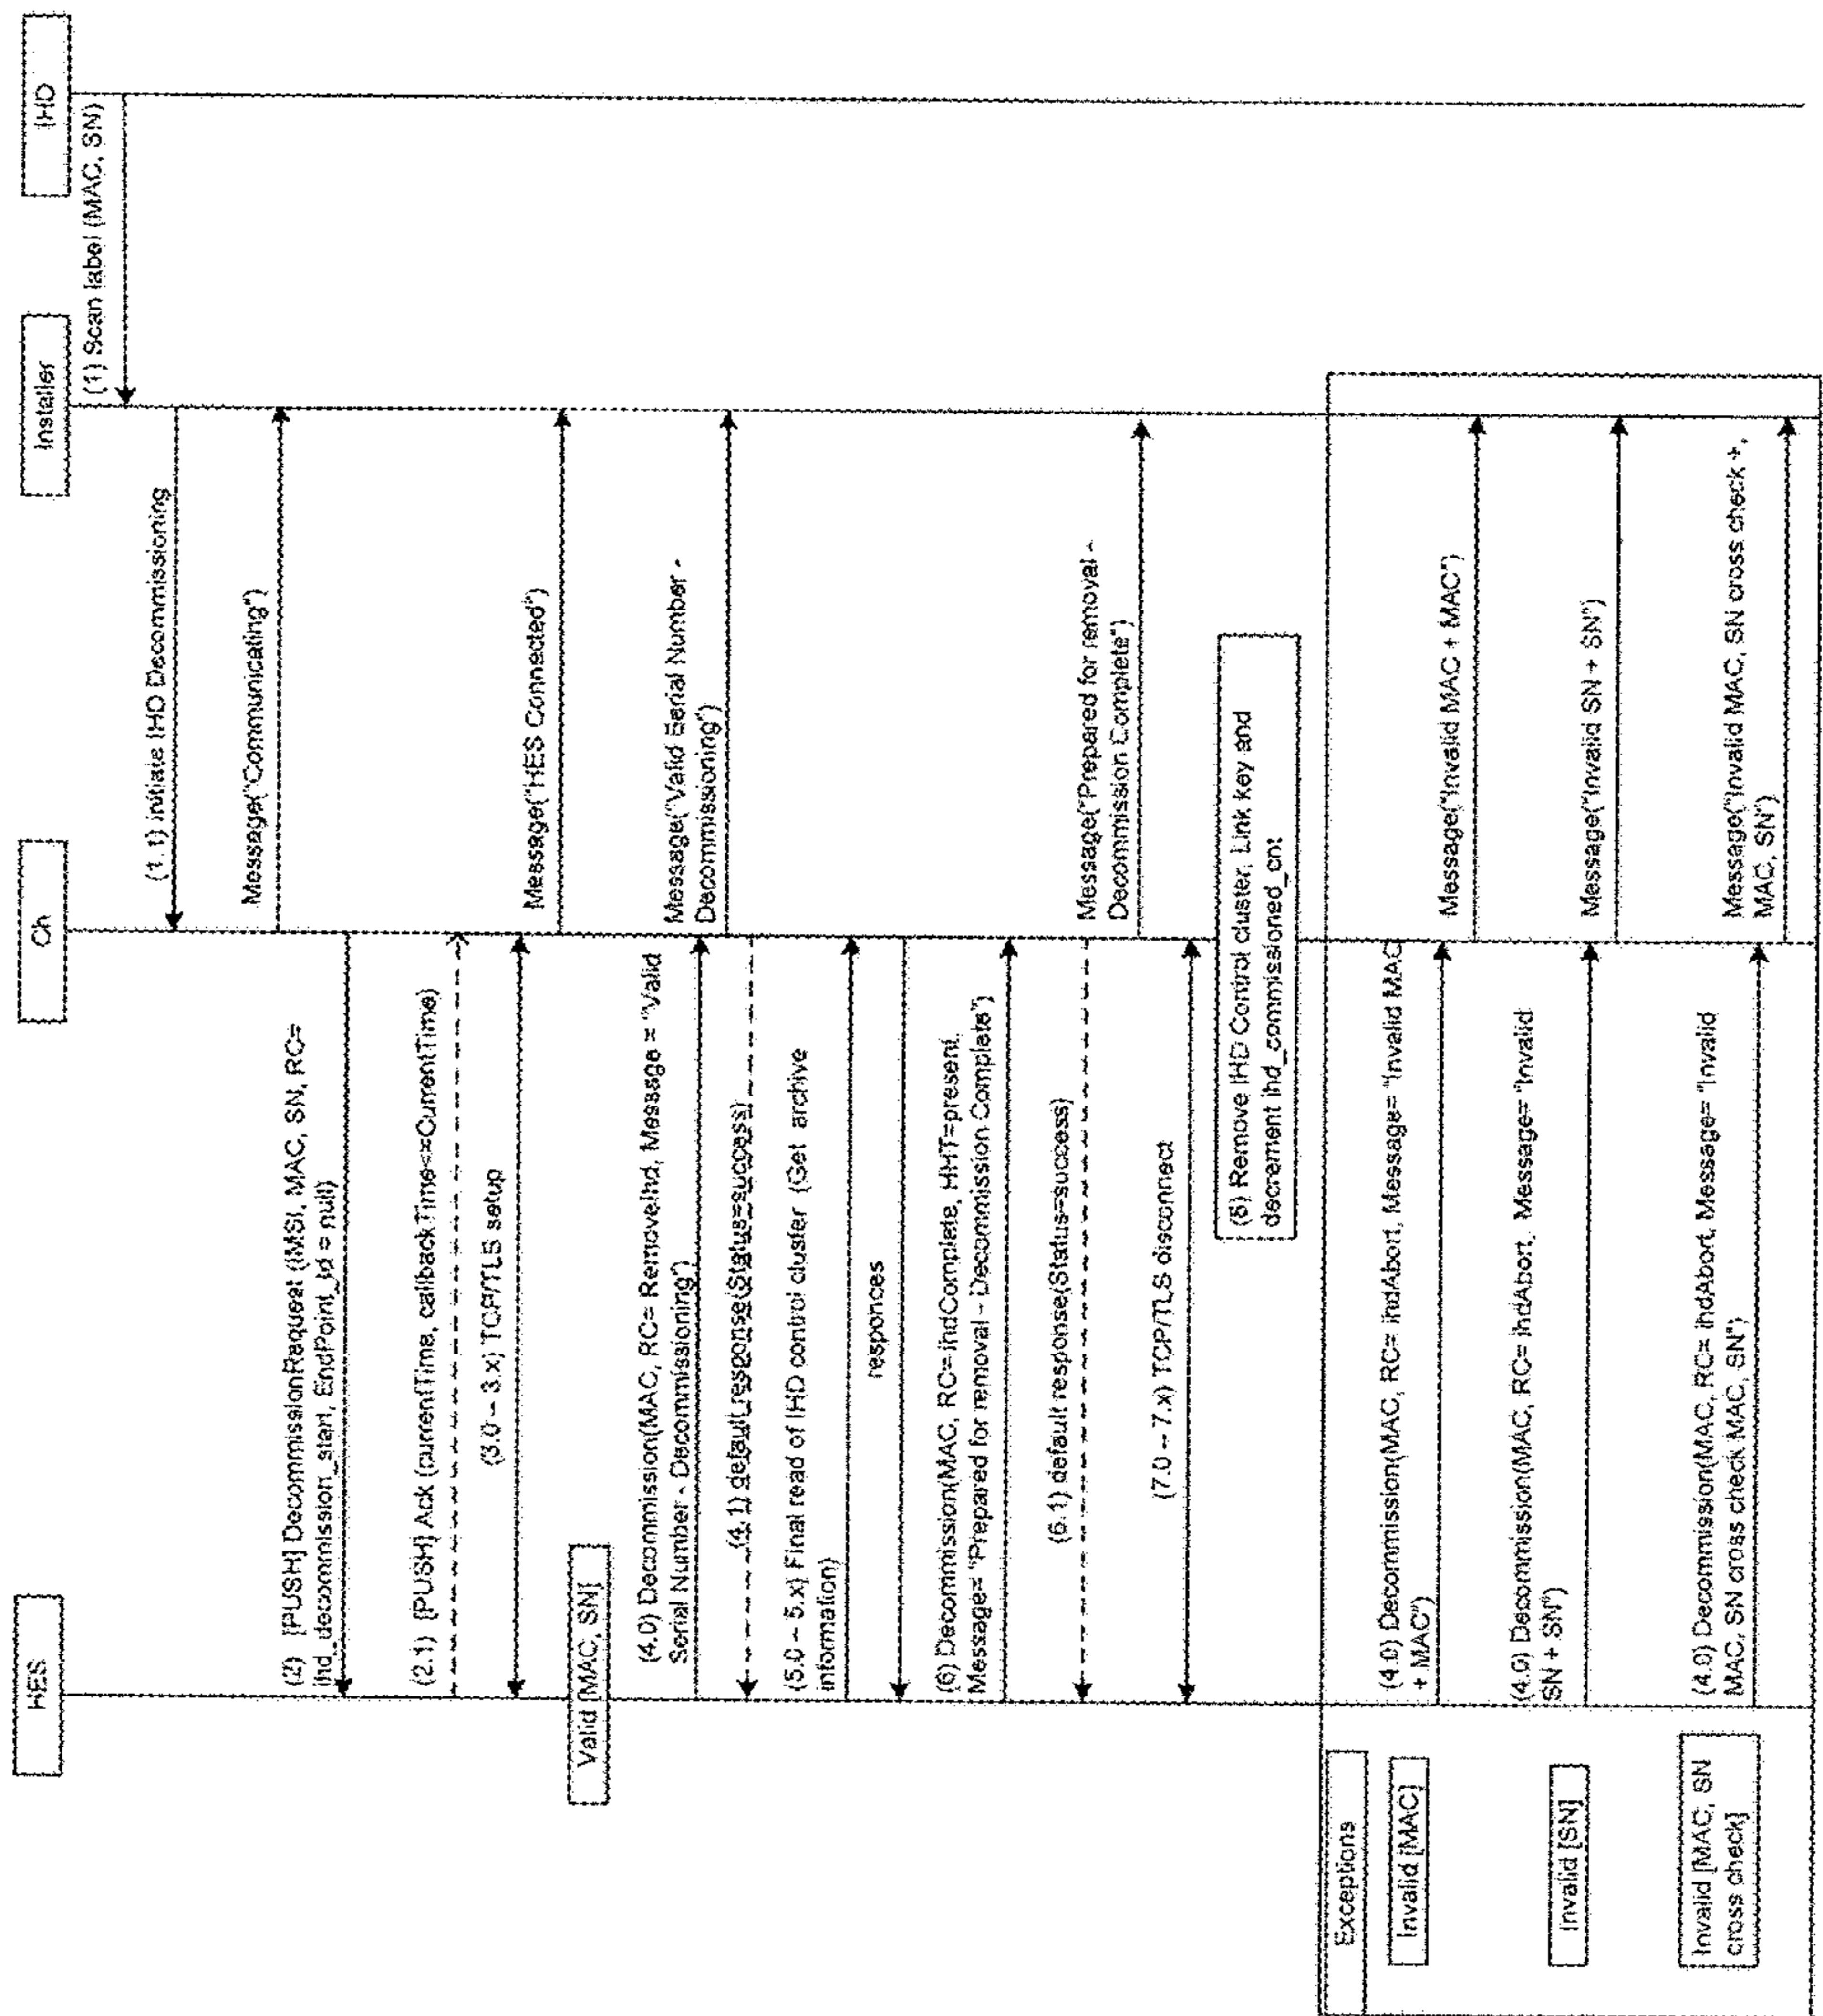 HES
Ch
Installer
IHD
(1) Scan label (MAC, SN)
(1.1) initiate IHD Decommissioning
Message("Communicating")
(2) [PUSH] DecommissionRequest (IMSI, MAC, SN, RC=
ihd_decommission_start, EndPoint_id = null)
(2.1) [PUSH] Ack (currentTime, callbackTime<=CurrentTime)
(3.0 – 3.x) TCP/TLS setup
Message("HES Connected")
Valid [MAC, SN]
(4.0) Decommission(MAC, RC= RemoveIhd, Message = "Valid
Serial Number - Decommissioning")
Message("Valid Serial Number -
Decommissioning")
(4.1) default response(Status=success)
(5.0 – 5.x) Final read of IHD control cluster (Get archive
information)
responces
(6) Decommission(MAC, RC= ihdComplete, HMT=present,
Message= "Prepared for removal - Decommission Complete")
Message("Prepared for removal -
Decommission Complete")
(6.1) default response(Status=success)
(7.0 – 7.x) TCP/TLS disconnect
(8) Remove IHD Control cluster, Link key and
decrement ihd_commissioned_cnt
Exceptions
Invalid [MAC]
(4.0) Decommission(MAC, RC= ihdAbort, Message= "Invalid MAC
+ MAC")
Message("Invalid MAC + MAC")
Invalid [SN]
(4.0) Decommission(MAC, RC= ihdAbort, Message= "Invalid
SN + SN")
Message("Invalid SN + SN")
Invalid [MAC, SN
cross check]
(4.0) Decommission(MAC, RC= ihdAbort, Message= "Invalid
MAC, SN cross check MAC, SN")
Message("Invalid MAC, SN cross check +,
MAC, SN")